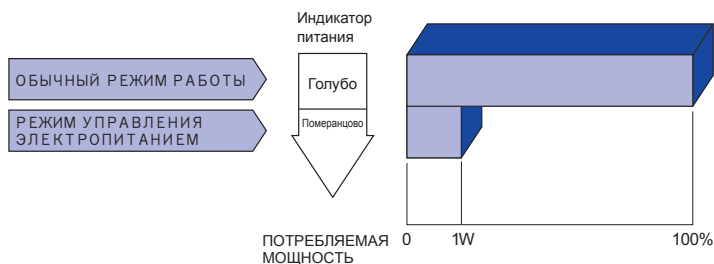 Индикатор
питания
ОБЫЧНЫЙ РЕЖИМ РАБОТЫ
Голубо
РЕЖИМ УПРАВЛЕНИЯ
ЭЛЕКТРОПИТАНИЕМ
Померанцово
ПОТРЕБЛЯЕМАЯ
МОЩНОСТЬ
0 1W 100%